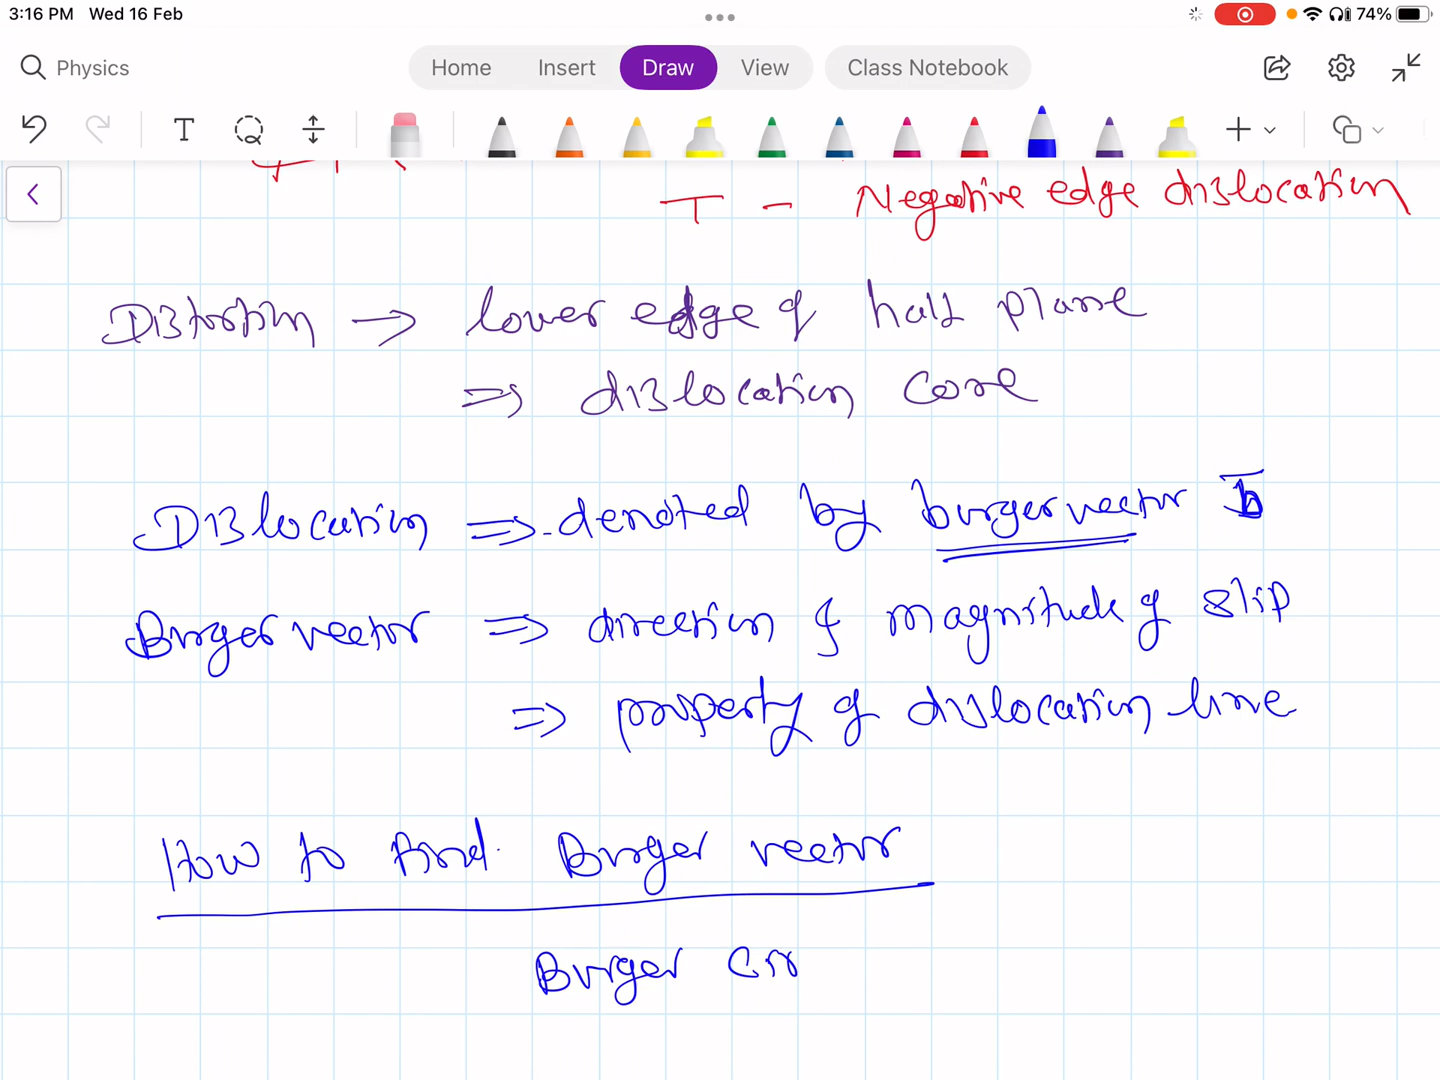 3:16 PM Wed 16 Feb
74%
Physics
Home Insert Draw View Class Notebook
T
⊤ - Negative edge dislocation
Distortion → lower edge of half plane
⇒ dislocation core
Dislocation ⇒ denoted by burger vector b̄
Burger vector ⇒ direction & magnitude of slip
⇒ property of dislocation line
How to find Burger vector
Burger Cir